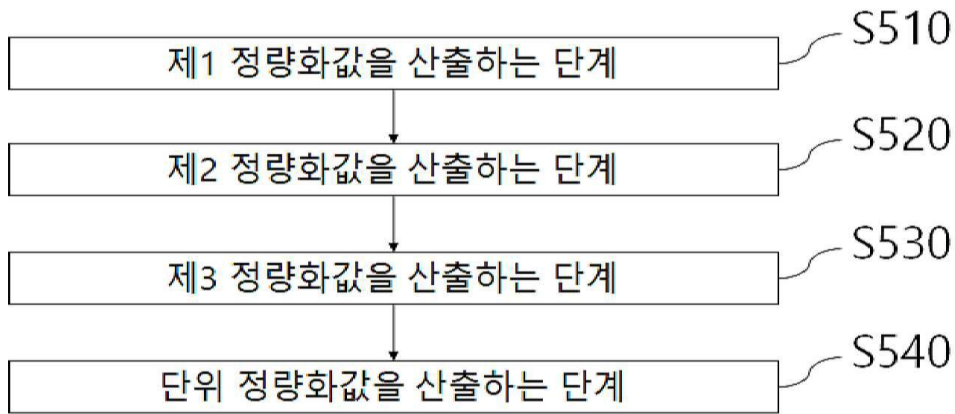 S510
제1 정량화값을 산출하는 단계
S520
제2 정량화값을 산출하는 단계
S530
제3 정량화값을 산출하는 단계
S540
단위 정량화값을 산출하는 단계